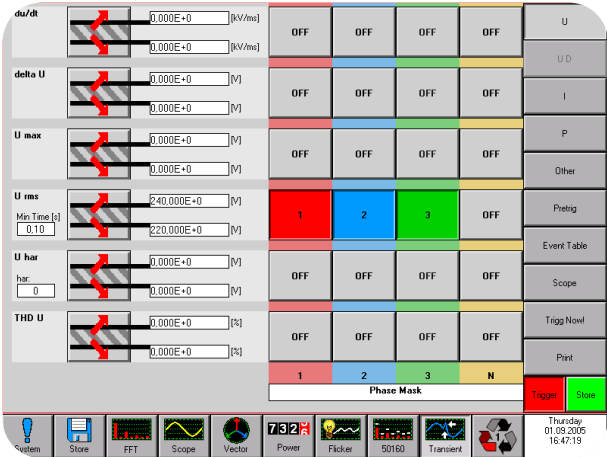 du/dt 0,000E+0 [kV/ms] OFF OFF OFF OFF U
0,000E+0 [kV/ms]
U D
delta U 0,000E+0 [V] OFF OFF OFF OFF I
0,000E+0 [V]
U max 0,000E+0 [V] OFF OFF OFF OFF P
0,000E+0 [V] Other
U rms 240,000E+0 [V] 1 2 3 OFF Pretrig
Min Time [s]
0,10 220,000E+0 [V]
Event Table
U har 0,000E+0 [V] OFF OFF OFF OFF Scope
har:
0 0,000E+0 [V]
THD U 0,000E+0 [%] OFF OFF OFF OFF Trigg Now!
0,000E+0 [%] Print
1 2 3 N
Phase Mask Trigger Store
System Store FFT Scope Vector Power Flicker 50160 Transient 1
732
Thursday
01.09.2005
16:47:19